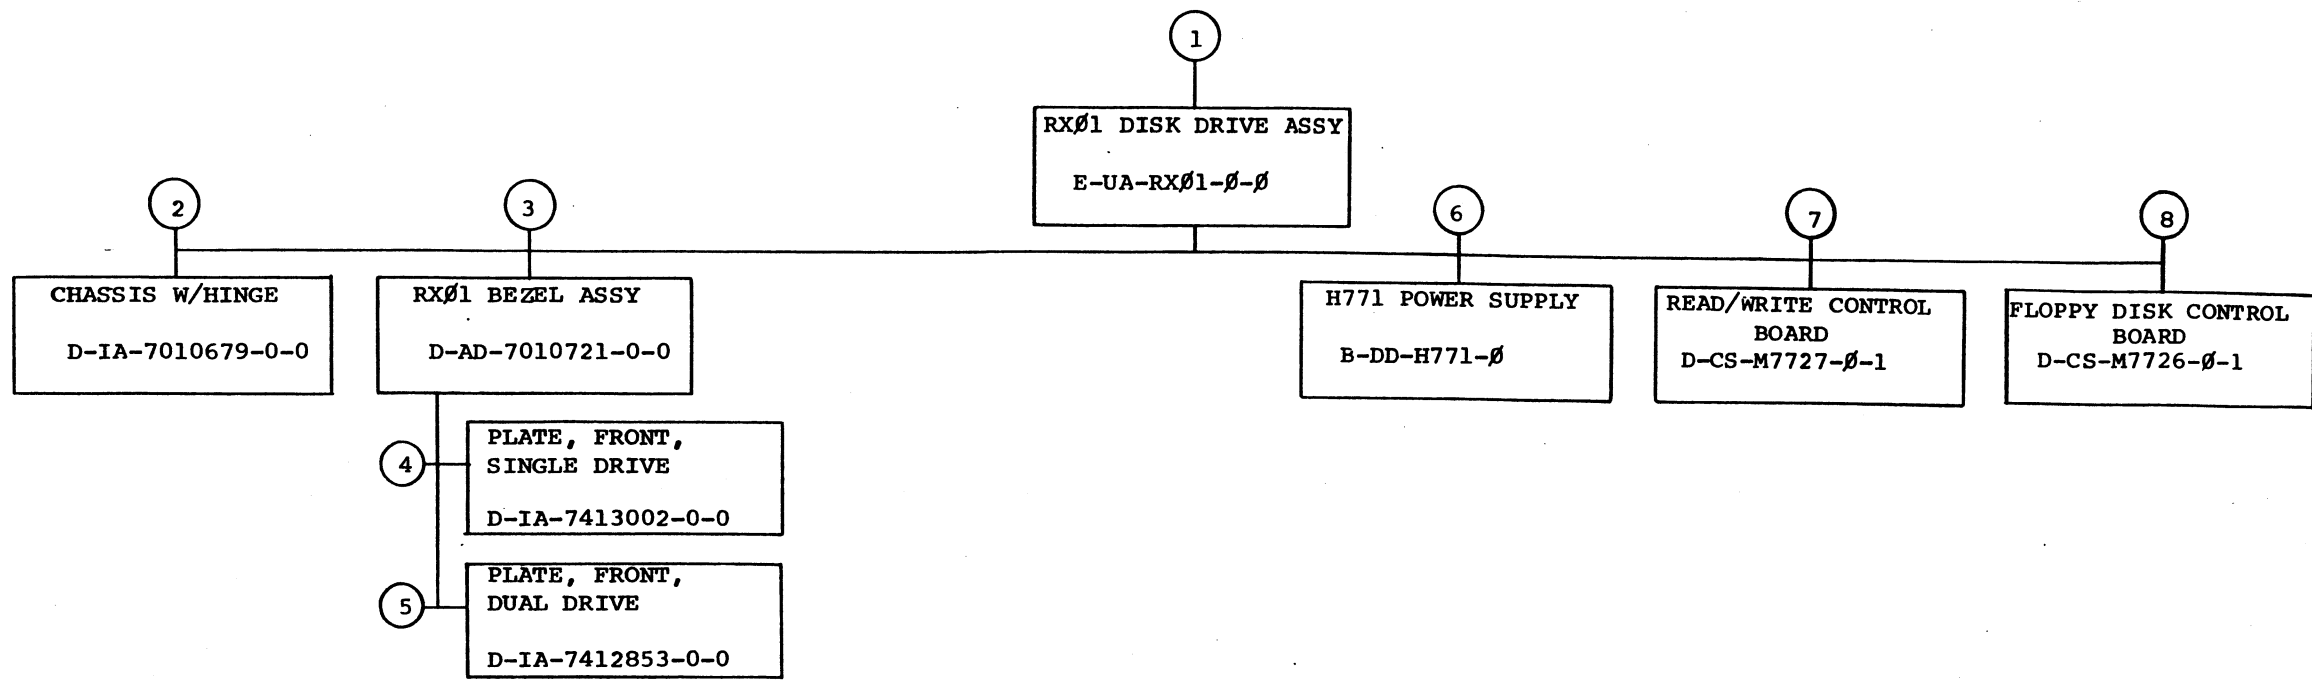 1
RXØ1 DISK DRIVE ASSY
E-UA-RXØ1-Ø-Ø
2
3
6
7
8
CHASSIS W/HINGE
D-IA-7010679-0-0
RXØ1 BEZEL ASSY
D-AD-7010721-0-0
H771 POWER SUPPLY
B-DD-H771-Ø
READ/WRITE CONTROL
BOARD
D-CS-M7727-Ø-1
FLOPPY DISK CONTROL
BOARD
D-CS-M7726-Ø-1
4
PLATE, FRONT,
SINGLE DRIVE
D-IA-7413002-0-0
5
PLATE, FRONT,
DUAL DRIVE
D-IA-7412853-0-0